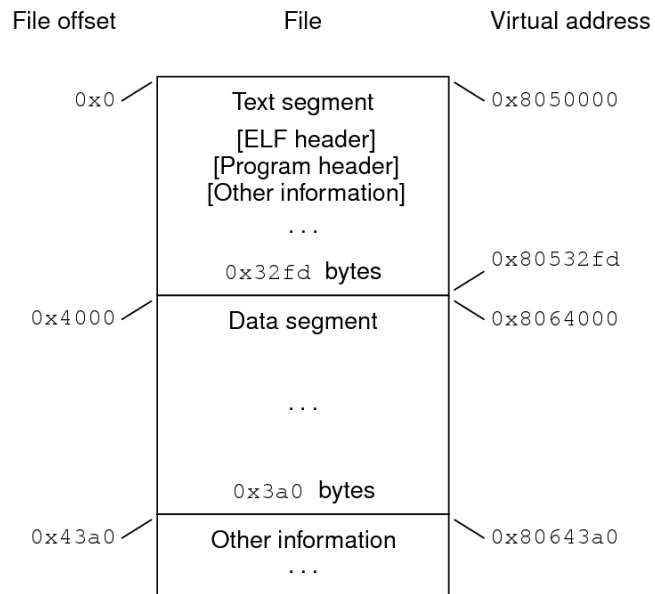 File offset File Virtual address
0x0 Text segment 0x8050000
[ELF header]
[Program header]
[Other information]
...
0x80532fd
0x32fd bytes
0x4000 Data segment 0x8064000
...
0x3a0 bytes
0x43a0 Other information 0x80643a0
...